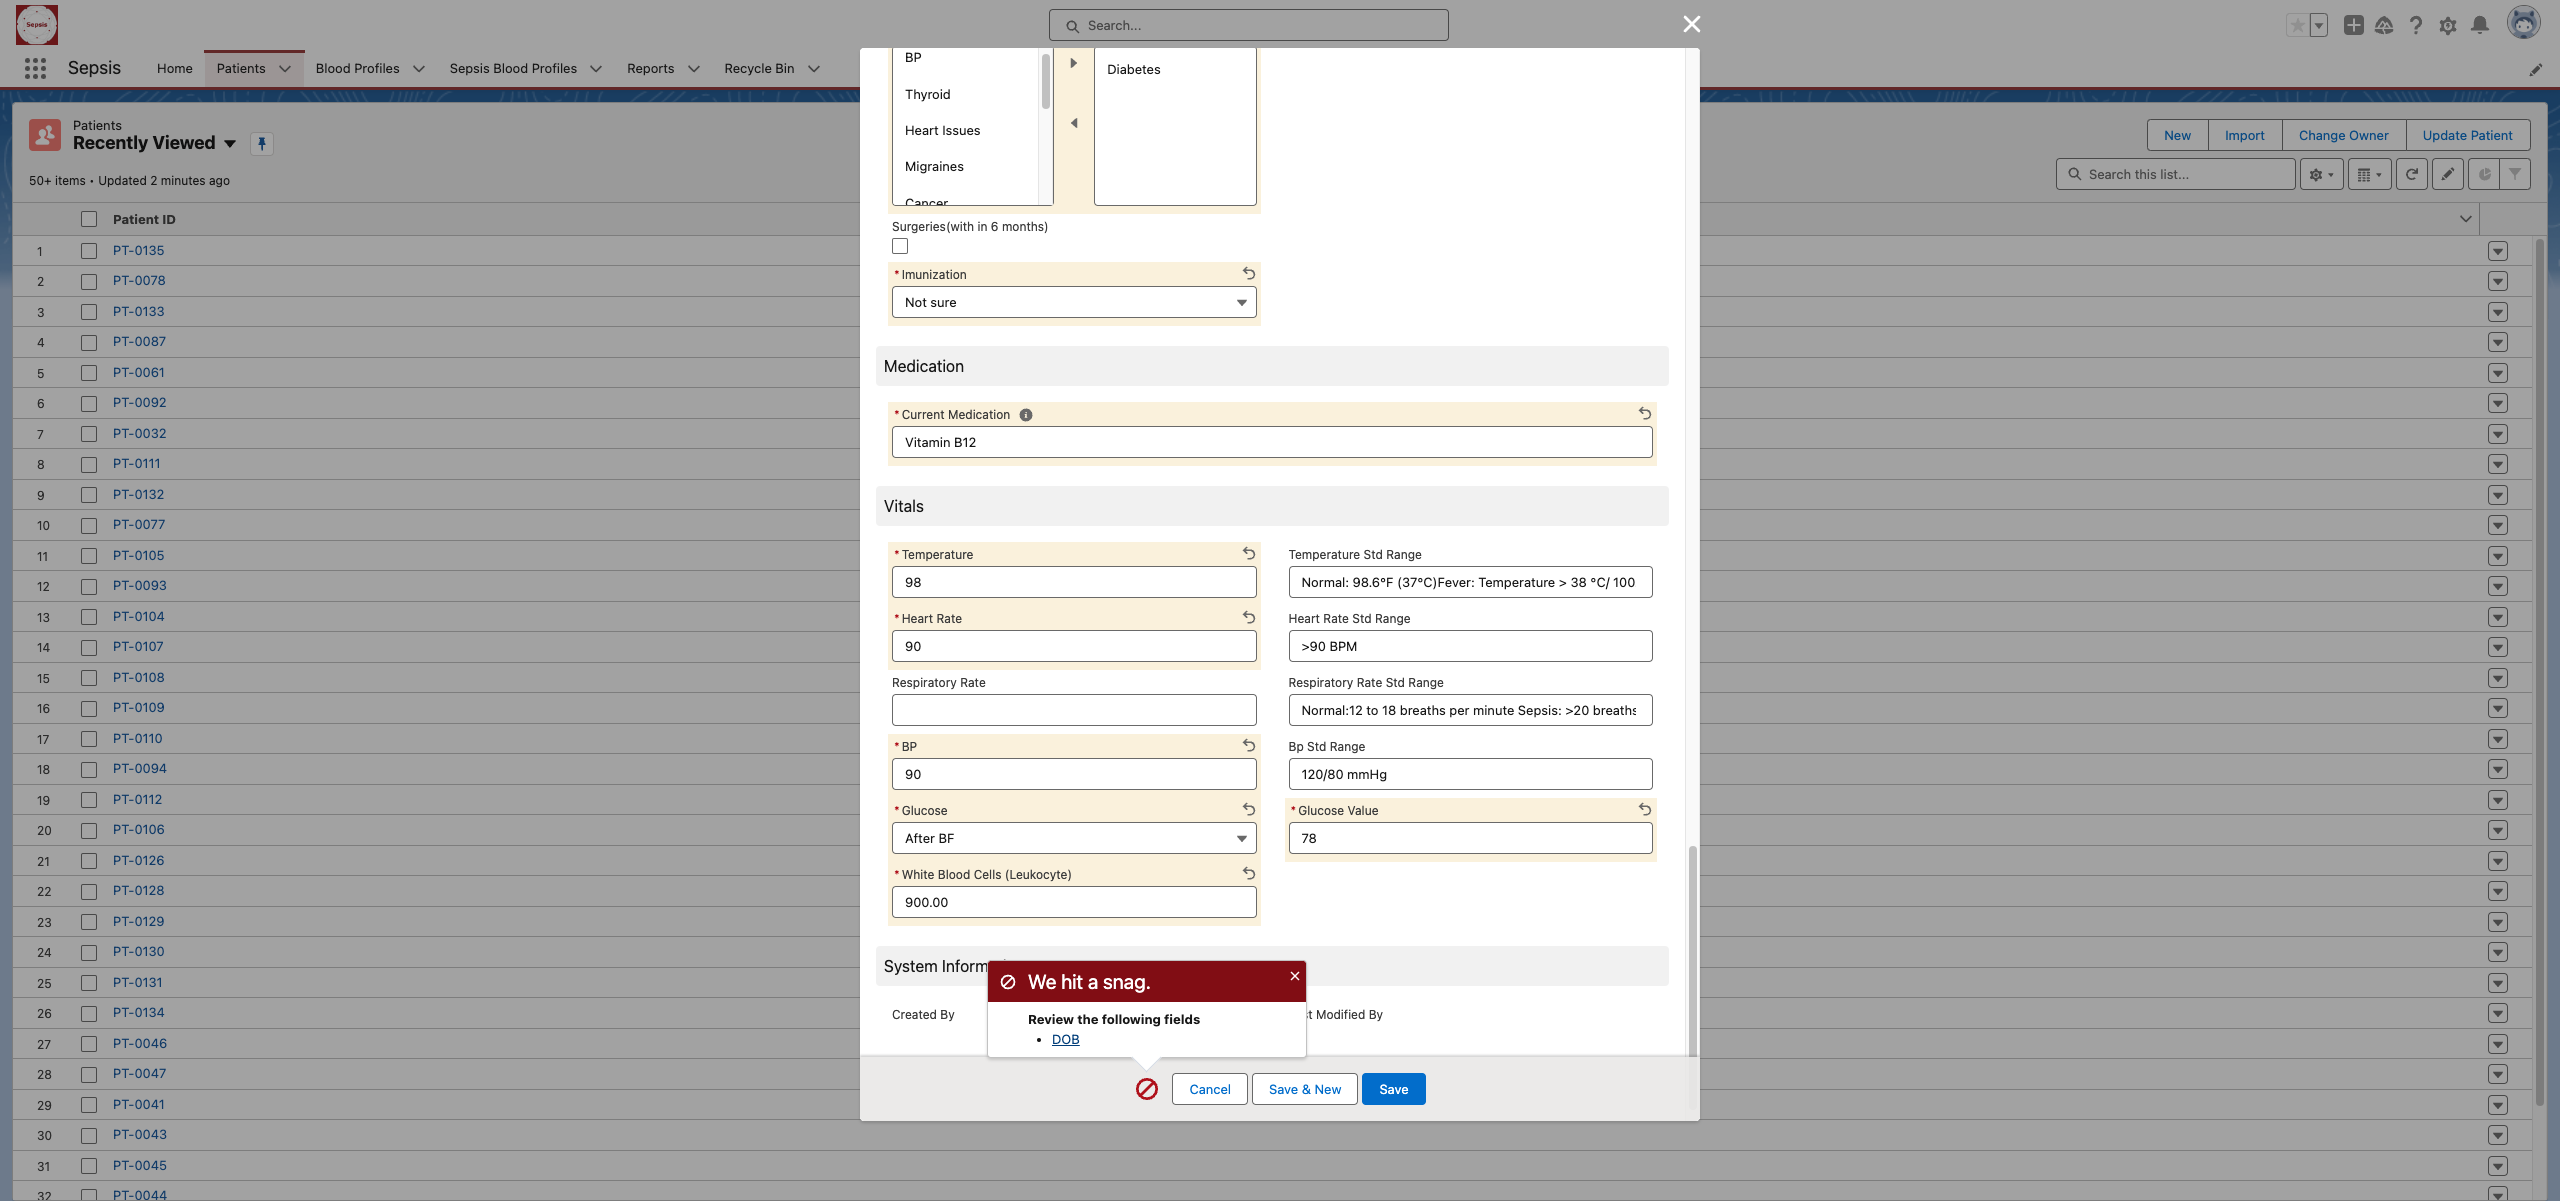 Sepsis
Search...
Sepsis
Home
Patients
Blood Profiles
Sepsis Blood Profiles
Reports
Recycle Bin
Patients
Recently Viewed
50+ items • Updated 2 minutes ago
New
Import
Change Owner
Update Patient
Search this list...
Patient ID
1 PT-0135
2 PT-0078
3 PT-0133
4 PT-0087
5 PT-0061
6 PT-0092
7 PT-0032
8 PT-0111
9 PT-0132
10 PT-0077
11 PT-0105
12 PT-0093
13 PT-0104
14 PT-0107
15 PT-0108
16 PT-0109
17 PT-0110
18 PT-0094
19 PT-0112
20 PT-0106
21 PT-0126
22 PT-0128
23 PT-0129
24 PT-0130
25 PT-0131
26 PT-0134
27 PT-0046
28 PT-0047
29 PT-0041
30 PT-0043
31 PT-0045
32 PT-0044
BP
Thyroid
Heart Issues
Migraines
Cancer
Diabetes
Surgeries(with in 6 months)
* Imunization
Not sure
Medication
* Current Medication
Vitamin B12
Vitals
* Temperature
98
Temperature Std Range
Normal: 98.6°F (37°C)Fever: Temperature > 38 °C/ 100
* Heart Rate
90
Heart Rate Std Range
>90 BPM
Respiratory Rate
Respiratory Rate Std Range
Normal:12 to 18 breaths per minute Sepsis: >20 breaths
* BP
90
Bp Std Range
120/80 mmHg
* Glucose
After BF
* Glucose Value
78
* White Blood Cells (Leukocyte)
900.00
System Inform
Created By
st Modified By
We hit a snag.
Review the following fields
• DOB
Cancel
Save & New
Save